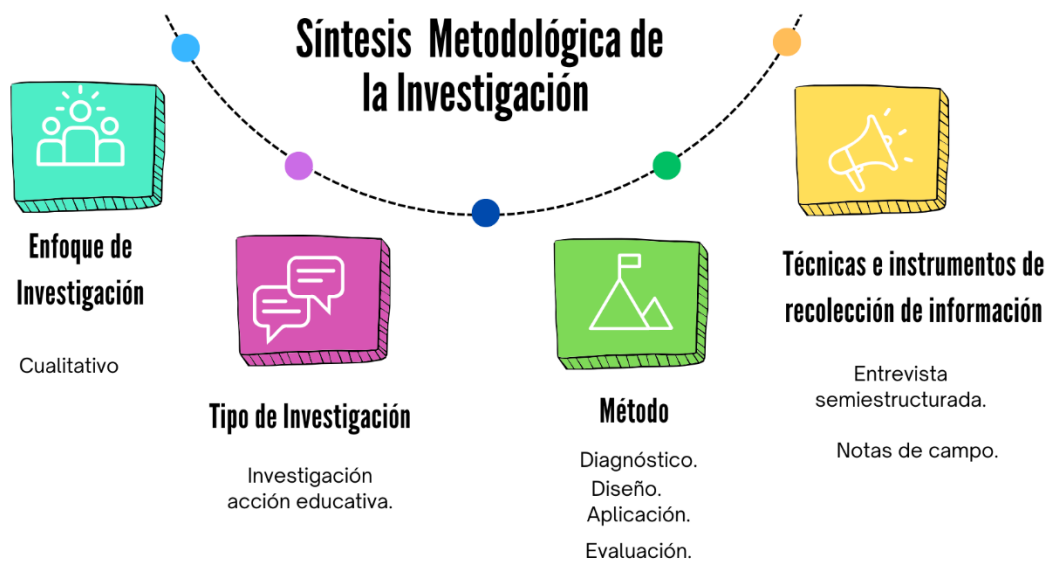 Síntesis Metodológica de
la Investigación
Enfoque de
Investigación
Cualitativo
Tipo de Investigación
Investigación
acción educativa.
Método
Diagnóstico.
Diseño.
Aplicación.
Evaluación.
Técnicas e instrumentos de
recolección de información
Entrevista
semiestructurada.
Notas de campo.